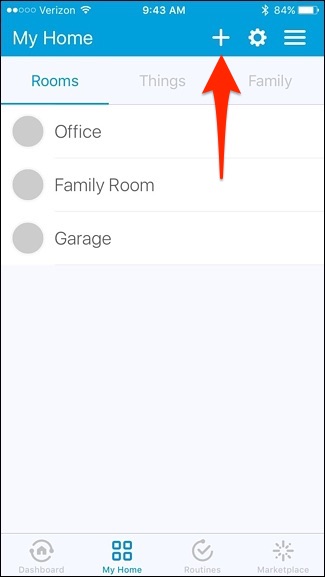 Verizon 9:43 AM 84%
My Home
Rooms Things Family
Office
Family Room
Garage
Dashboard My Home Routines Marketplace